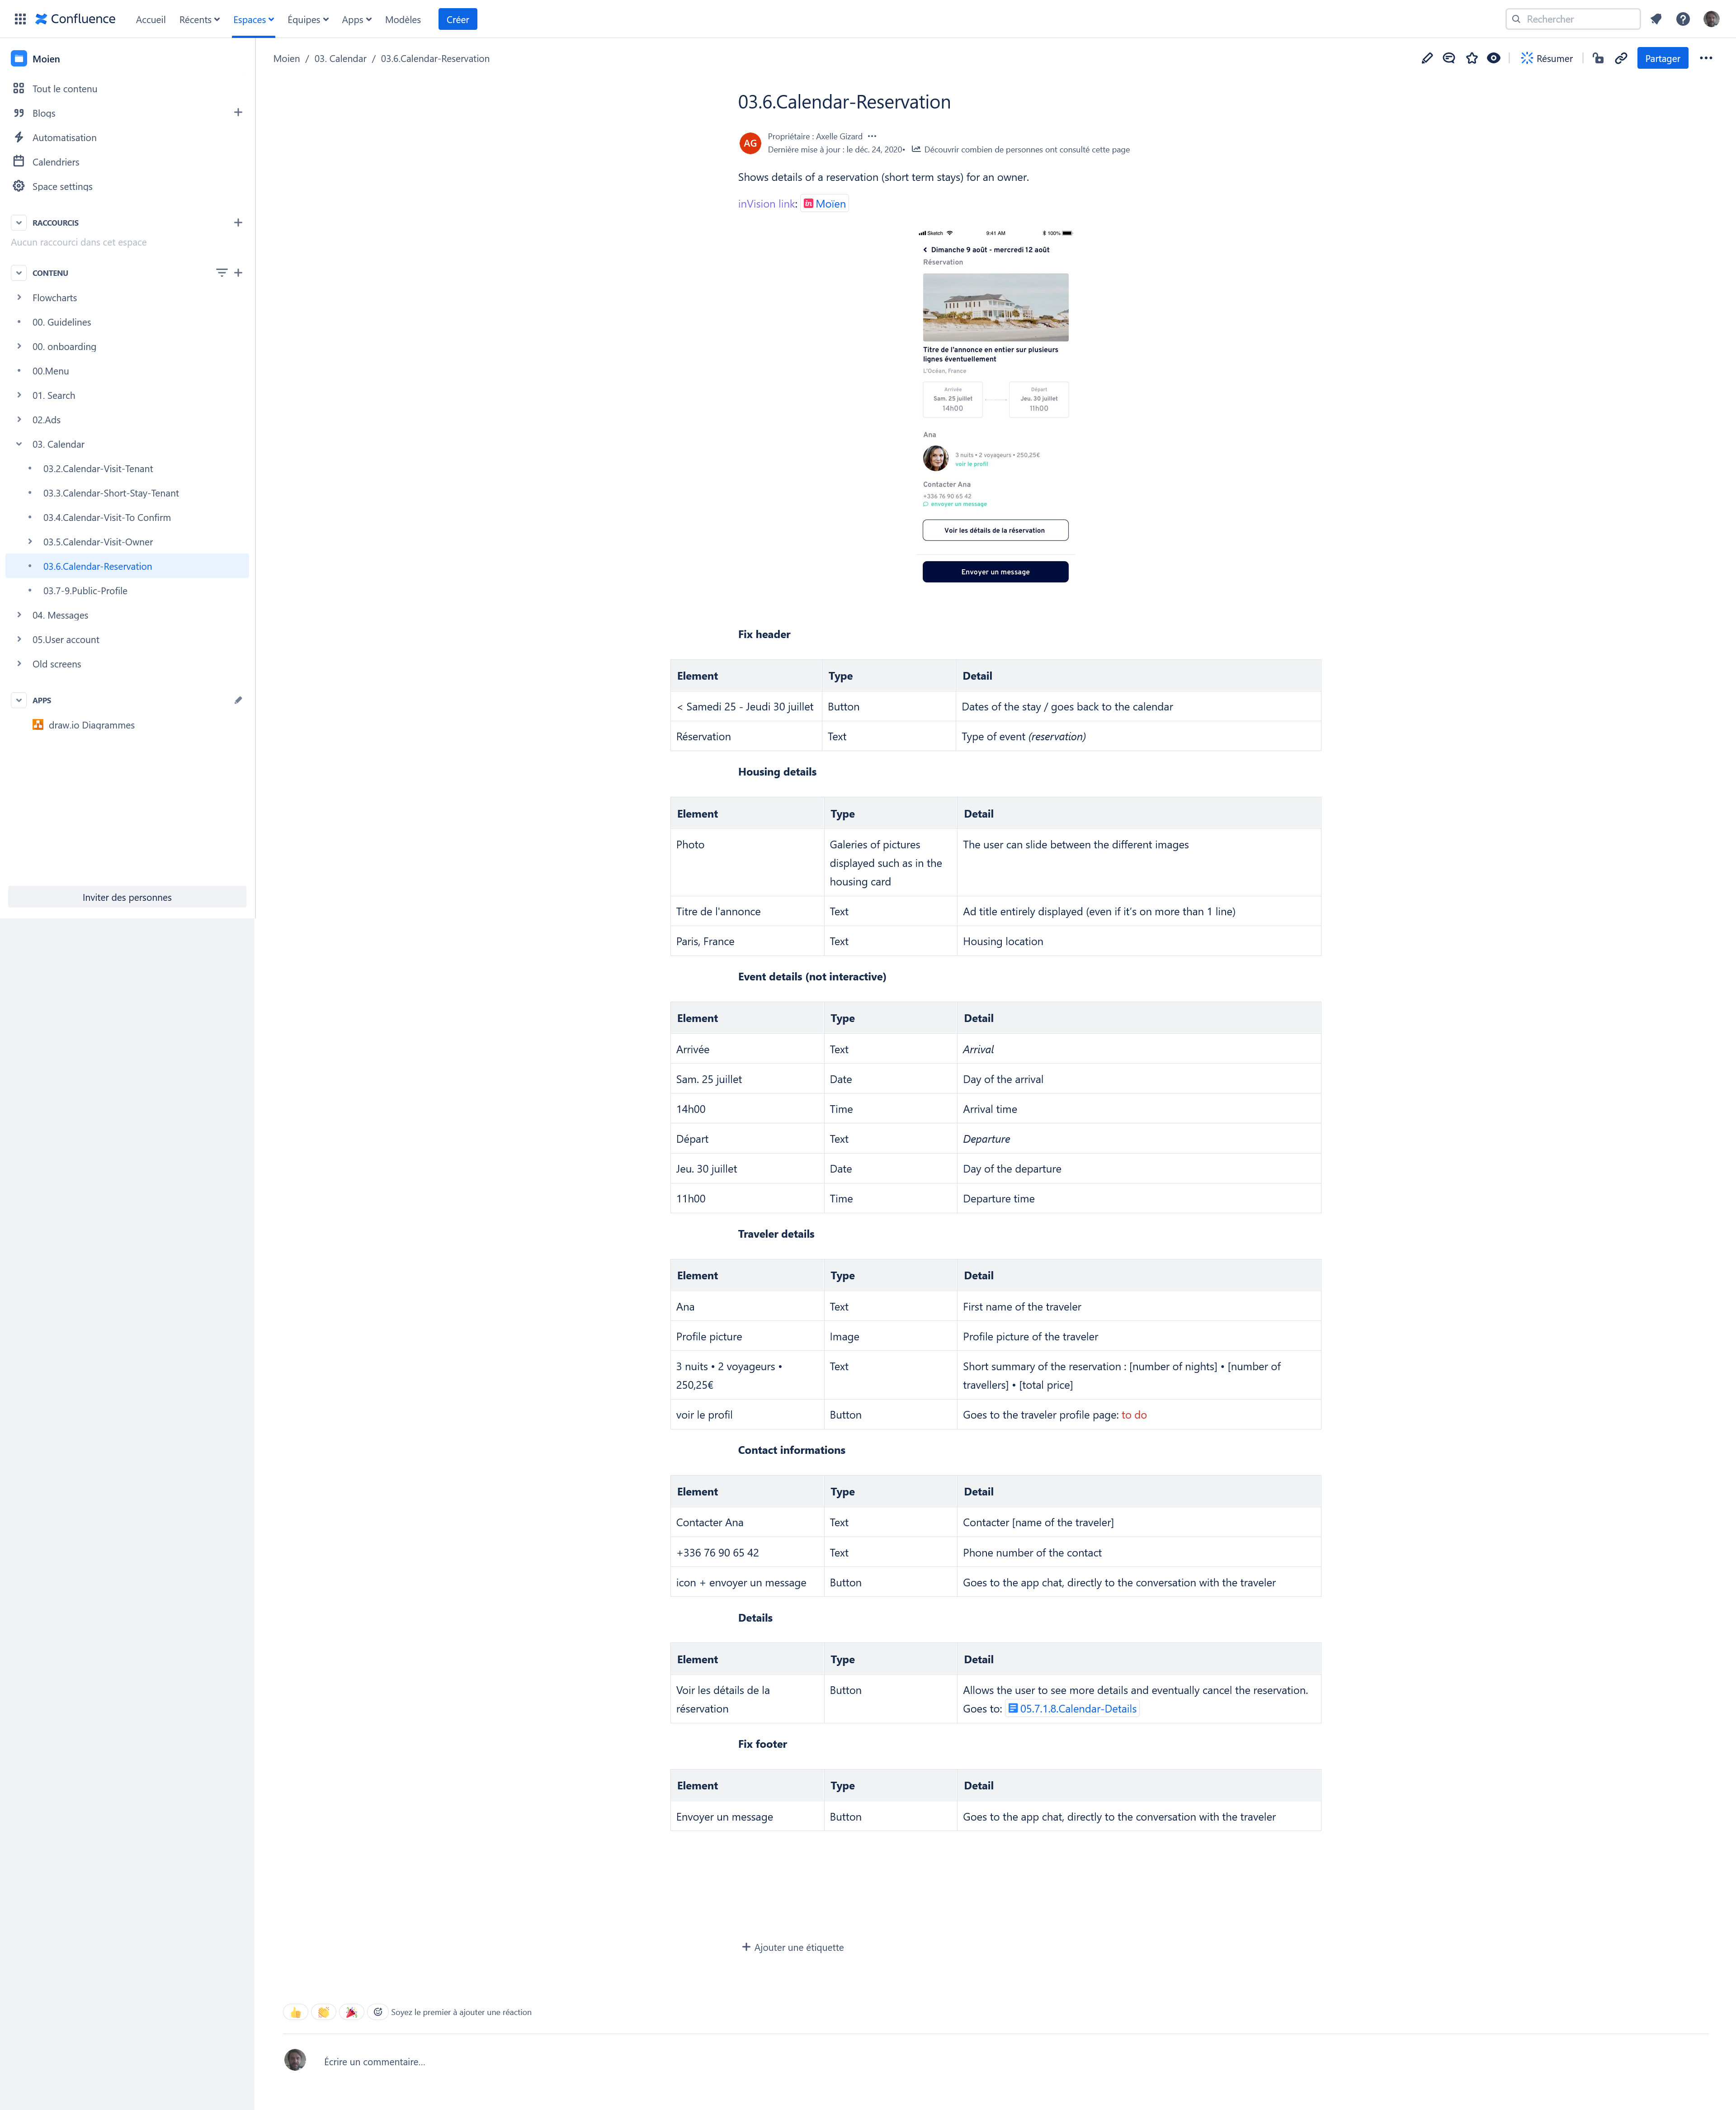 Confluence
Accueil Récents Espaces Équipes Apps Modèles Créer Rechercher
Moien
Tout le contenu
Blogs
Automatisation
Calendriers
Space settings
RACCOURCIS
Aucun raccourci dans cet espace
CONTENU
Flowcharts
00. Guidelines
00. onboarding
00.Menu
01. Search
02.Ads
03. Calendar
03.2.Calendar-Visit-Tenant
03.3.Calendar-Short-Stay-Tenant
03.4.Calendar-Visit-To Confirm
03.5.Calendar-Visit-Owner
03.6.Calendar-Reservation
03.7-9.Public-Profile
04. Messages
05.User account
Old screens
APPS
draw.io Diagrammes
Inviter des personnes
Moien / 03. Calendar / 03.6.Calendar-Reservation
Résumer Partager
03.6.Calendar-Reservation
AG
Propriétaire : Axelle Gizard
Dernière mise à jour : le déc. 24, 2020• Découvrir combien de personnes ont consulté cette page
Shows details of a reservation (short term stays) for an owner.
inVision link: in Moïen
Sketch 9:41 AM 100%
Dimanche 9 août - mercredi 12 août
Réservation
Titre de l'annonce en entier sur plusieurs
lignes éventuellement
L'Océan, France
Arrivée Départ
Sam. 25 juillet Jeu. 30 juillet
14h00 11h00
Ana
3 nuits • 2 voyageurs • 250,25€
voir le profil
Contacter Ana
+336 76 90 65 42
envoyer un message
Voir les détails de la réservation
Envoyer un message
Fix header
Element Type Detail
< Samedi 25 - Jeudi 30 juillet Button Dates of the stay / goes back to the calendar
Réservation Text Type of event (reservation)
Housing details
Element Type Detail
Photo Galeries of pictures The user can slide between the different images
displayed such as in the
housing card
Titre de l'annonce Text Ad title entirely displayed (even if it's on more than 1 line)
Paris, France Text Housing location
Event details (not interactive)
Element Type Detail
Arrivée Text Arrival
Sam. 25 juillet Date Day of the arrival
14h00 Time Arrival time
Départ Text Departure
Jeu. 30 juillet Date Day of the departure
11h00 Time Departure time
Traveler details
Element Type Detail
Ana Text First name of the traveler
Profile picture Image Profile picture of the traveler
3 nuits • 2 voyageurs • Text Short summary of the reservation : [number of nights] • [number of
250,25€ travellers] • [total price]
voir le profil Button Goes to the traveler profile page: to do
Contact informations
Element Type Detail
Contacter Ana Text Contacter [name of the traveler]
+336 76 90 65 42 Text Phone number of the contact
icon + envoyer un message Button Goes to the app chat, directly to the conversation with the traveler
Details
Element Type Detail
Voir les détails de la Button Allows the user to see more details and eventually cancel the reservation.
réservation Goes to: 05.7.1.8.Calendar-Details
Fix footer
Element Type Detail
Envoyer un message Button Goes to the app chat, directly to the conversation with the traveler
Ajouter une étiquette
Soyez le premier à ajouter une réaction
Écrire un commentaire…